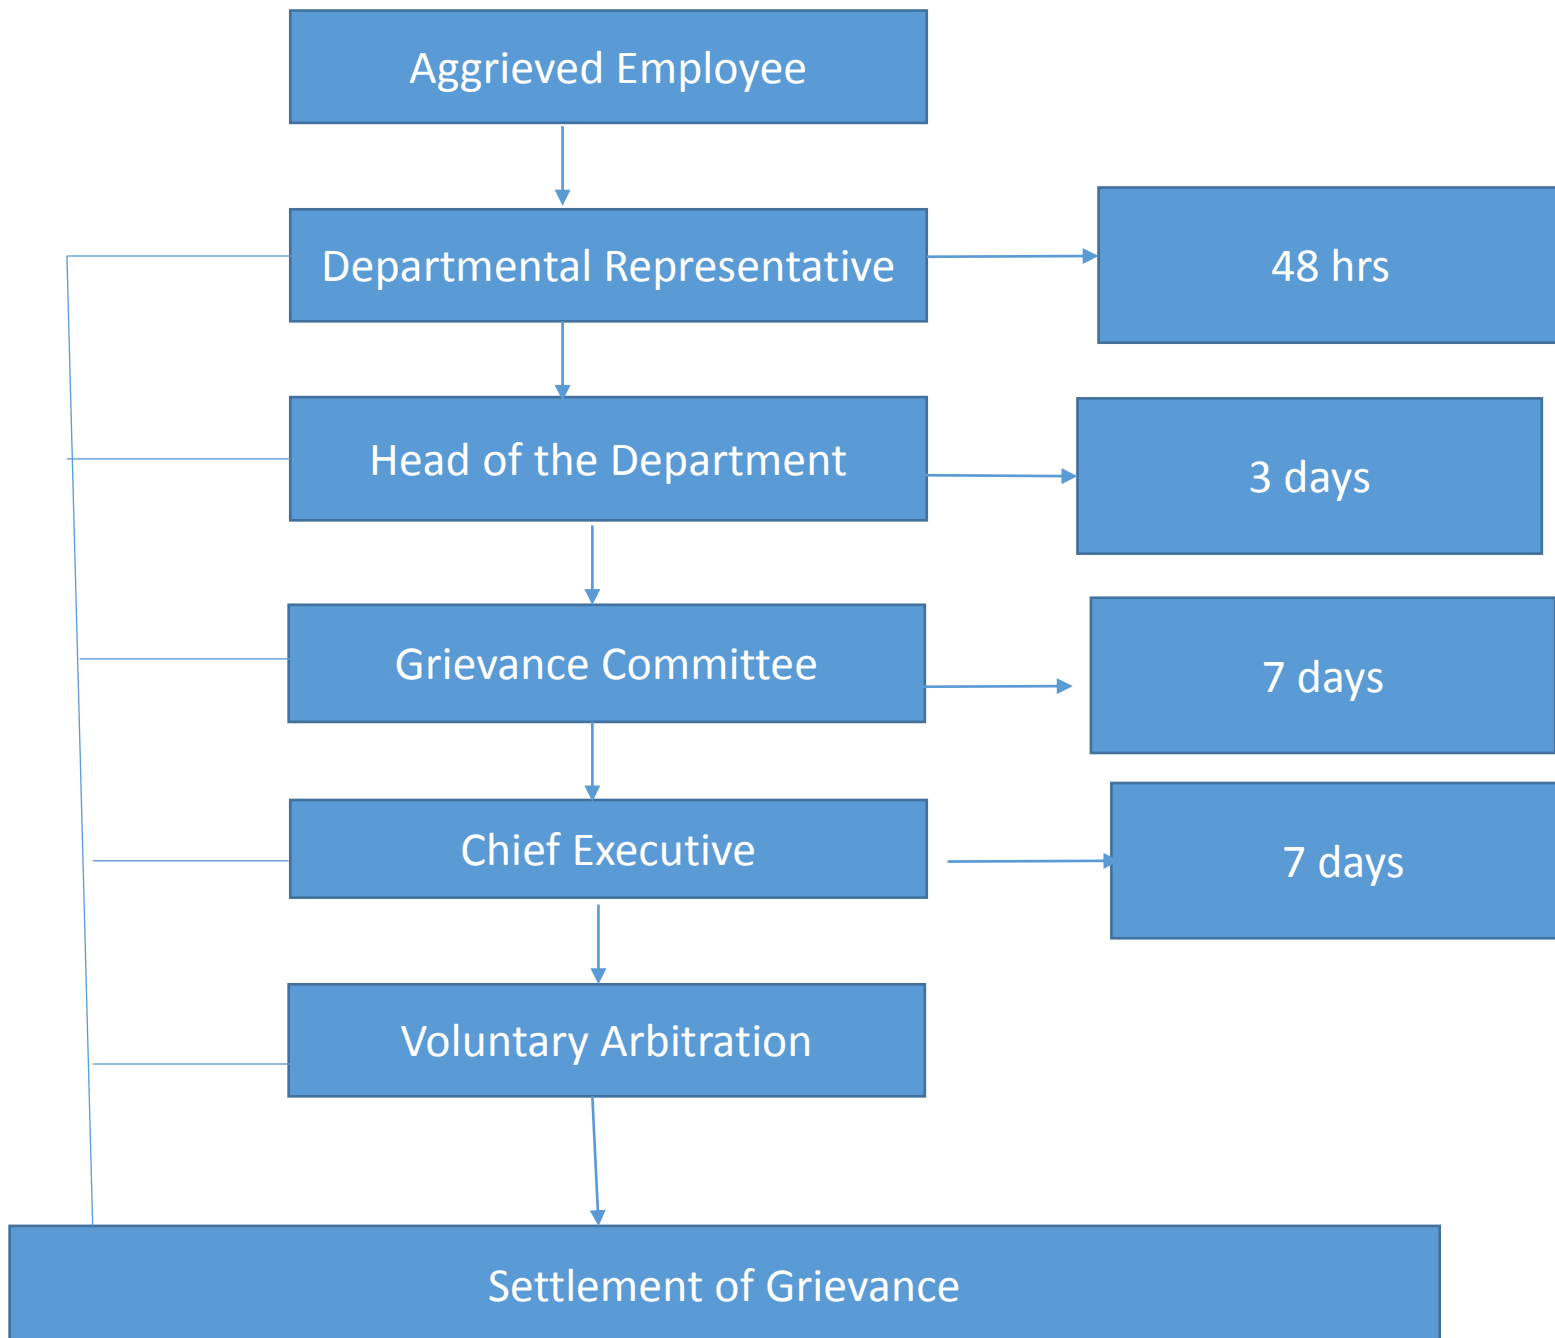 Aggrieved Employee
Departmental Representative
48 hrs
Head of the Department
3 days
Grievance Committee
7 days
Chief Executive
7 days
Voluntary Arbitration
Settlement of Grievance